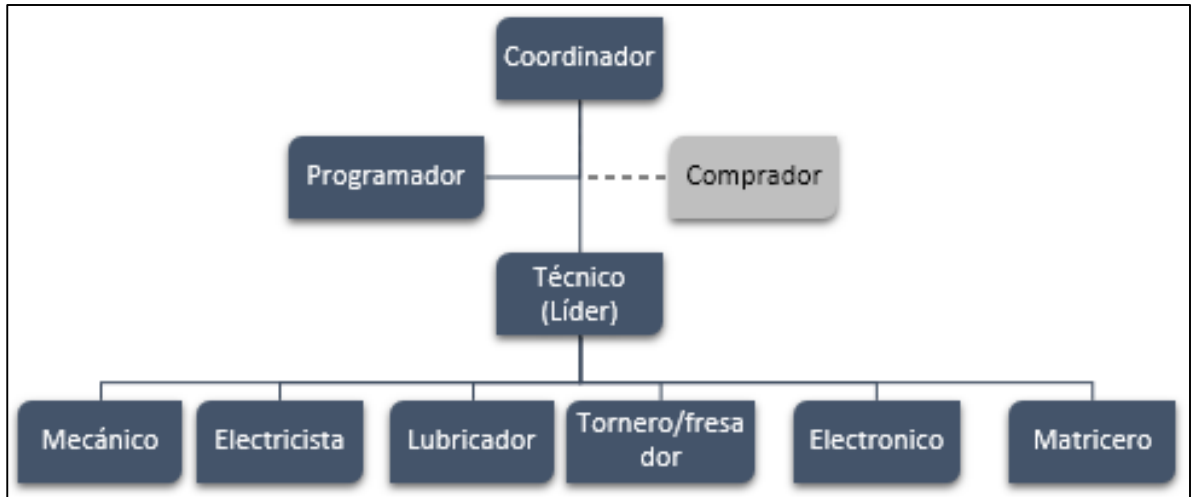 Coordinador
Programador
Comprador
Técnico
(Líder)
Mecánico
Electricista
Lubricador
Tornero/fresa
dor
Electronico
Matricero